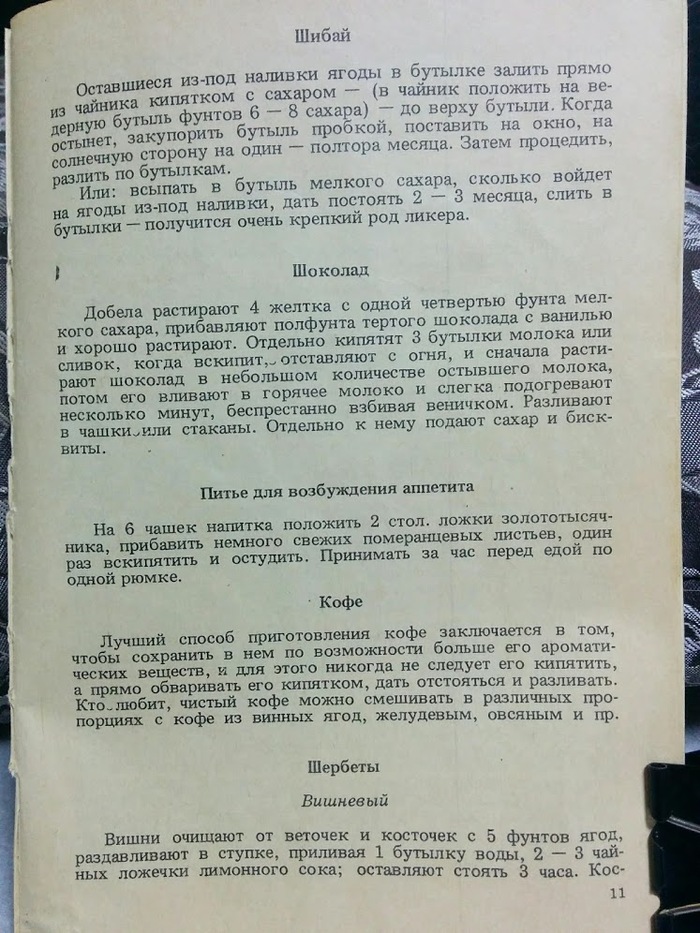 Шибай
Оставшиеся из-под наливки ягоды в бутылке залить прямо
из чайника кипятком с сахаром — (в чайник положить на ве-
дерную бутыль фунтов 6 — 8 сахара) — до верху бутыли. Когда
остынет, закупорить бутыль пробкой, поставить на окно, на
солнечную сторону на один — полтора месяца. Затем процедить,
разлить по бутылкам.
Или: всыпать в бутыль мелкого сахара, сколько войдет
на ягоды из-под наливки, дать постоять 2 — 3 месяца, слить в
бутылки — получится очень крепкий род ликера.
Шоколад
Добела растирают 4 желтка с одной четвертью фунта мел-
кого сахара, прибавляют полфунта тертого шоколада с ванилью
и хорошо растирают. Отдельно кипятят 3 бутылки молока или
сливок, когда вскипит, отставляют с огня, и сначала расти-
рают шоколад в небольшом количестве остывшего молока,
потом его вливают в горячее молоко и слегка подогревают
несколько минут, беспрестанно взбивая веничком. Разливают
в чашки или стаканы. Отдельно к нему подают сахар и биск-
виты.
Питье для возбуждения аппетита
На 6 чашек напитка положить 2 стол. ложки золототысяч-
ника, прибавить немного свежих померанцевых листьев, один
раз вскипятить и остудить. Принимать за час перед едой по
одной рюмке.
Кофе
Лучший способ приготовления кофе заключается в том,
чтобы сохранить в нем по возможности больше его аромати-
ческих веществ, и для этого никогда не следует его кипятить,
а прямо обваривать его кипятком, дать отстояться и разливать.
Кто любит, чистый кофе можно смешивать в различных про-
порциях с кофе из винных ягод, желудевым, овсяным и пр.
Шербеты
Вишневый
Вишни очищают от веточек и косточек с 5 фунтов ягод,
раздавливают в ступке, приливая 1 бутылку воды, 2 — 3 чай-
ных ложечки лимонного сока; оставляют стоять 3 часа. Кос-
11